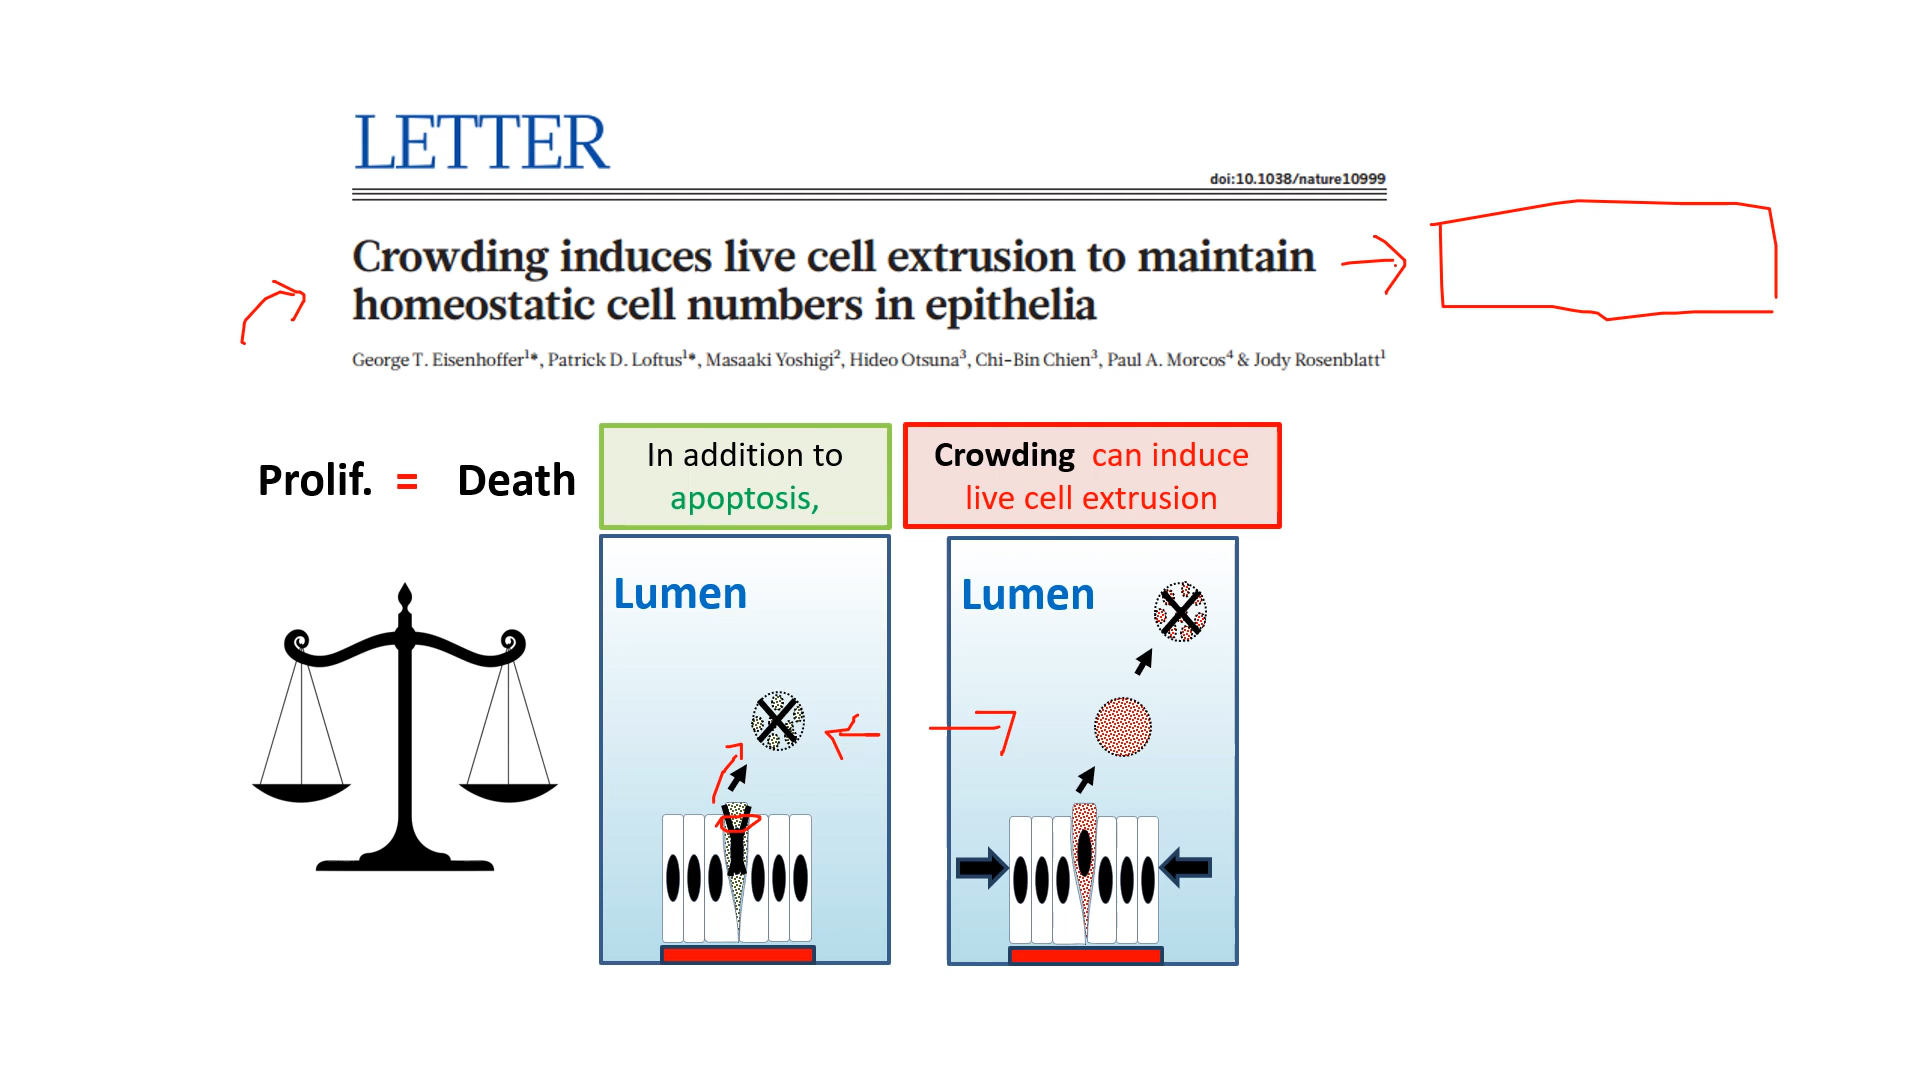 LETTER
doi:10.1038/nature10999
Crowding induces live cell extrusion to maintain
homeostatic cell numbers in epithelia
George T. Eisenhoffer¹*, Patrick D. Loftus¹*, Masaaki Yoshigi², Hideo Otsuna³, Chi-Bin Chien³, Paul A. Morcos⁴ & Jody Rosenblatt¹
Prolif. = Death
In addition to
apoptosis,
Crowding can induce
live cell extrusion
Lumen
Lumen